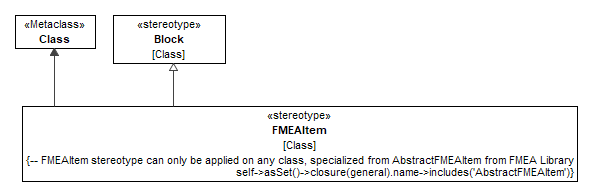 «Metaclass»
Class
«stereotype»
Block
[Class]
«stereotype»
FMEAItem
[Class]
{-- FMEAItem stereotype can only be applied on any class, specialized from AbstractFMEAItem from FMEA Library
self->asSet()->closure(general).name->includes('AbstractFMEAItem')}